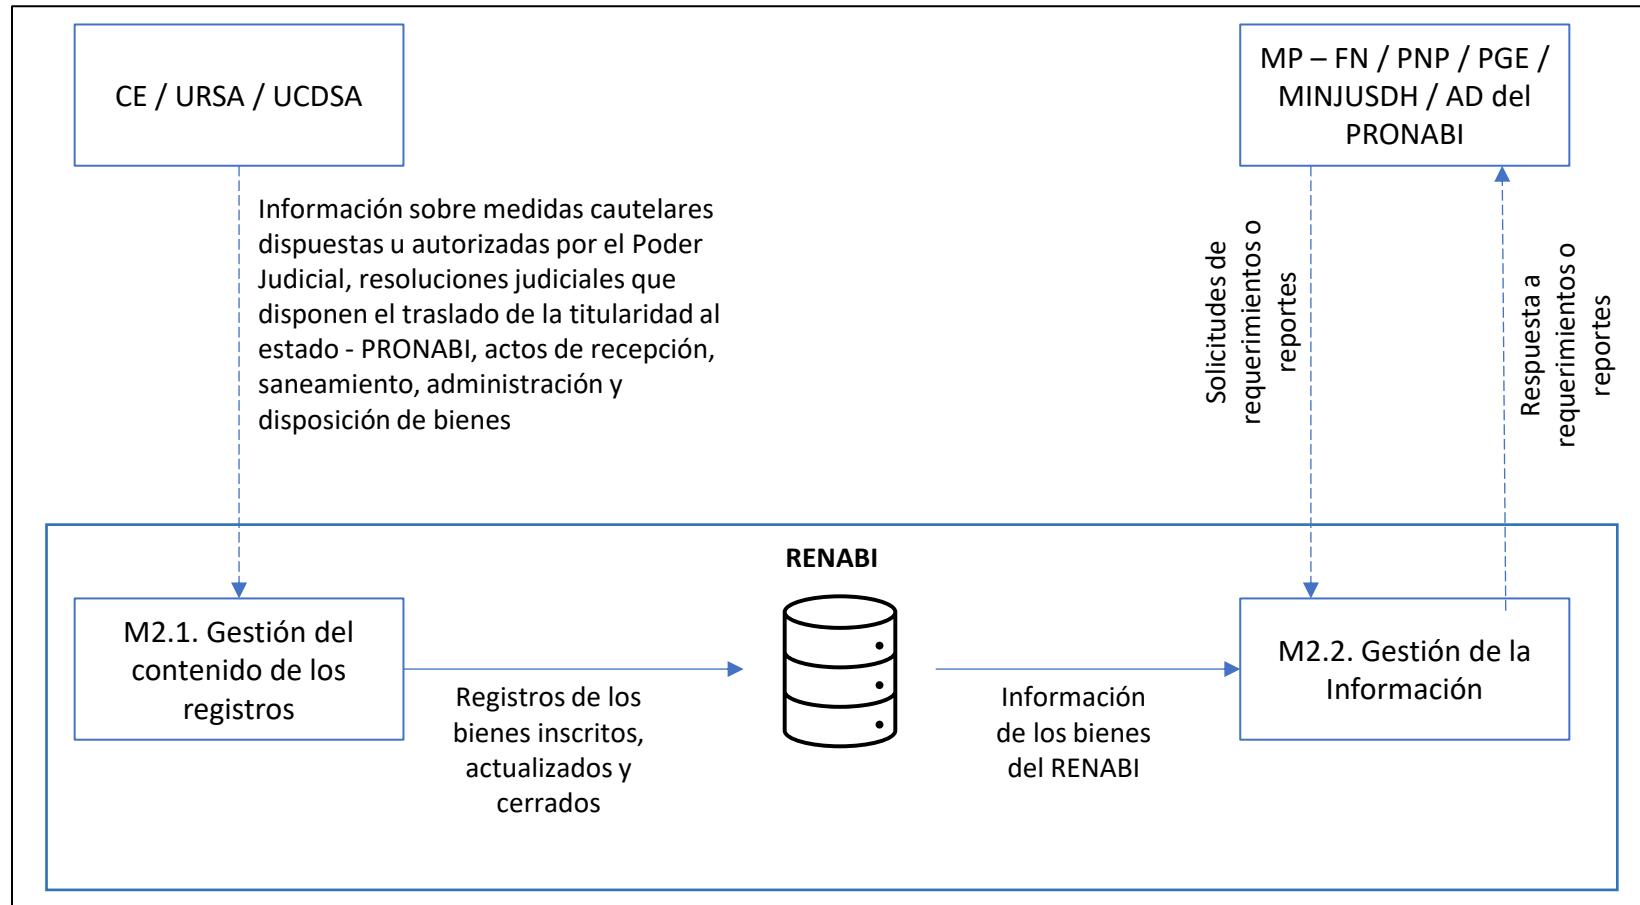 CE / URSA / UCDSA
MP – FN / PNP / PGE /
MINJUSDH / AD del
PRONABI
Información sobre medidas cautelares
dispuestas u autorizadas por el Poder
Judicial, resoluciones judiciales que
disponen el traslado de la titularidad al
estado - PRONABI, actos de recepción,
saneamiento, administración y
disposición de bienes
Solicitudes de
requerimientos o
reportes
Respuesta a
requerimientos o
reportes
RENABI
M2.1. Gestión del
contenido de los
registros
Registros de los
bienes inscritos,
actualizados y
cerrados
Información
de los bienes
del RENABI
M2.2. Gestión de la
Información